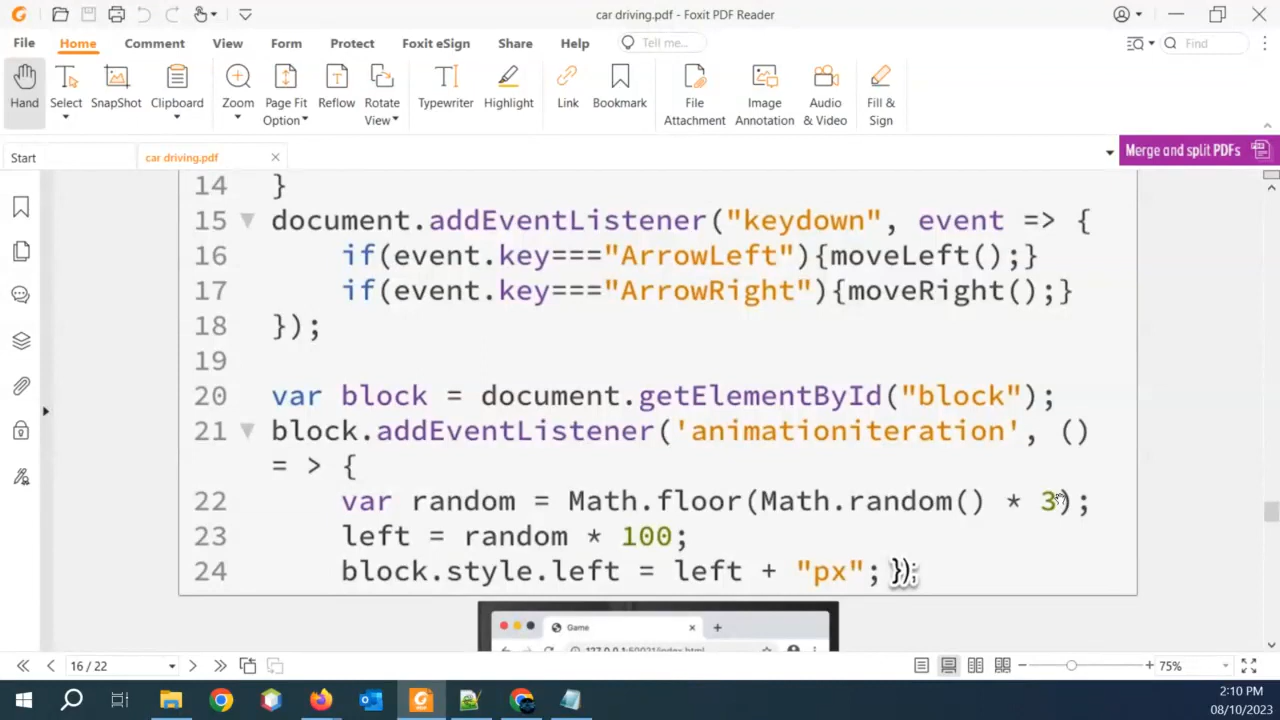 car driving.pdf - Foxit PDF Reader
File Home Comment View Form Protect Foxit eSign Share Help Tell me... Find
Hand Select SnapShot Clipboard Zoom Page Fit Option Reflow Rotate View Typewriter Highlight Link Bookmark File Attachment Image Annotation Audio & Video Fill & Sign
Start car driving.pdf Merge and split PDFs
14 }
15 document.addEventListener("keydown", event => {
16 if(event.key==="ArrowLeft"){moveLeft();}
17 if(event.key==="ArrowRight"){moveRight();}
18 });
19
20 var block = document.getElementById("block");
21 block.addEventListener('animationiteration', ()
= > {
22 var random = Math.floor(Math.random() * 3);
23 left = random * 100;
24 block.style.left = left + "px"; });
Game
16 / 22 75%
2:10 PM
08/10/2023